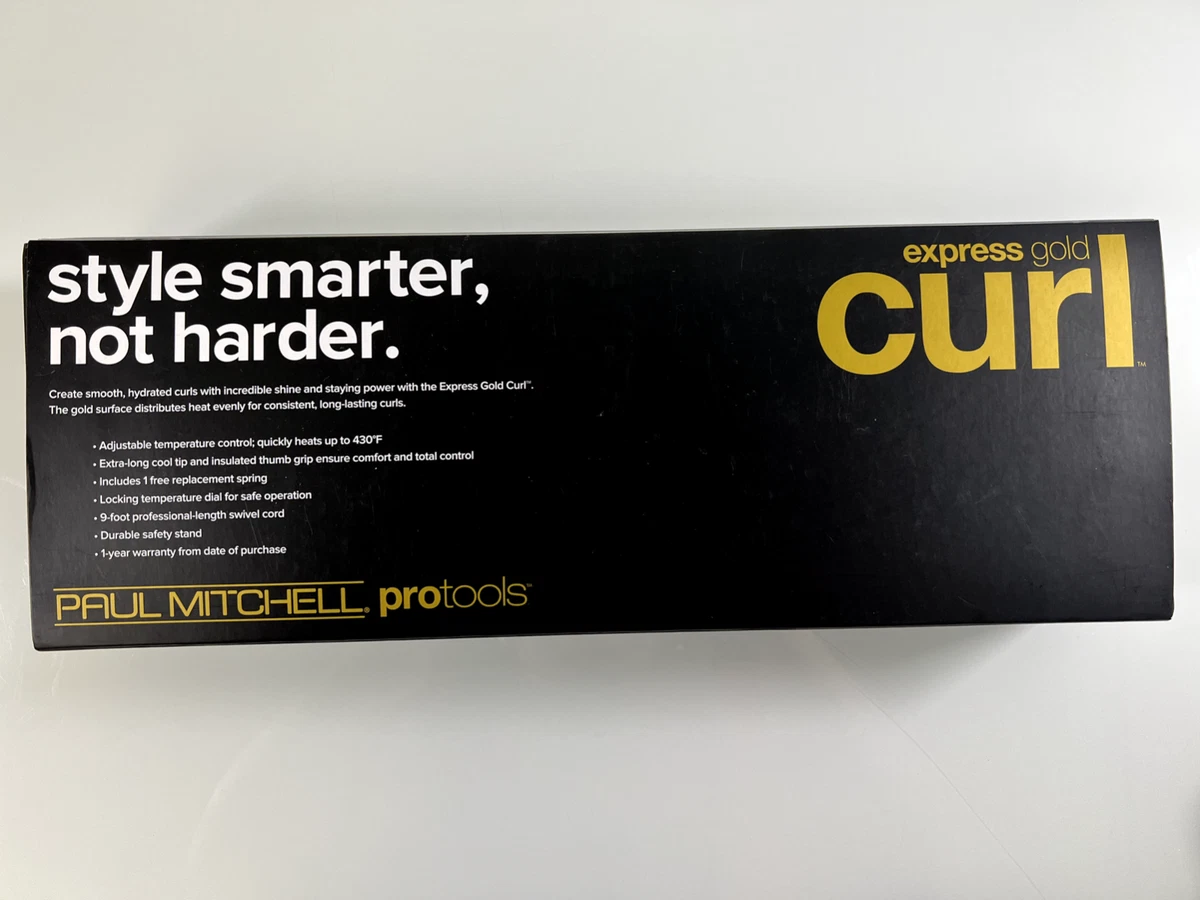 style smarter,
not harder.
Create smooth, hydrated curls with incredible shine and staying power with the Express Gold Curl™.
The gold surface distributes heat evenly for consistent, long-lasting curls.
• Adjustable temperature control; quickly heats up to 430°F
• Extra-long cool tip and insulated thumb grip ensure comfort and total control
• Includes 1 free replacement spring
• Locking temperature dial for safe operation
• 9-foot professional-length swivel cord
• Durable safety stand
• 1-year warranty from date of purchase
PAUL MITCHELL® protools™
express gold
curl™